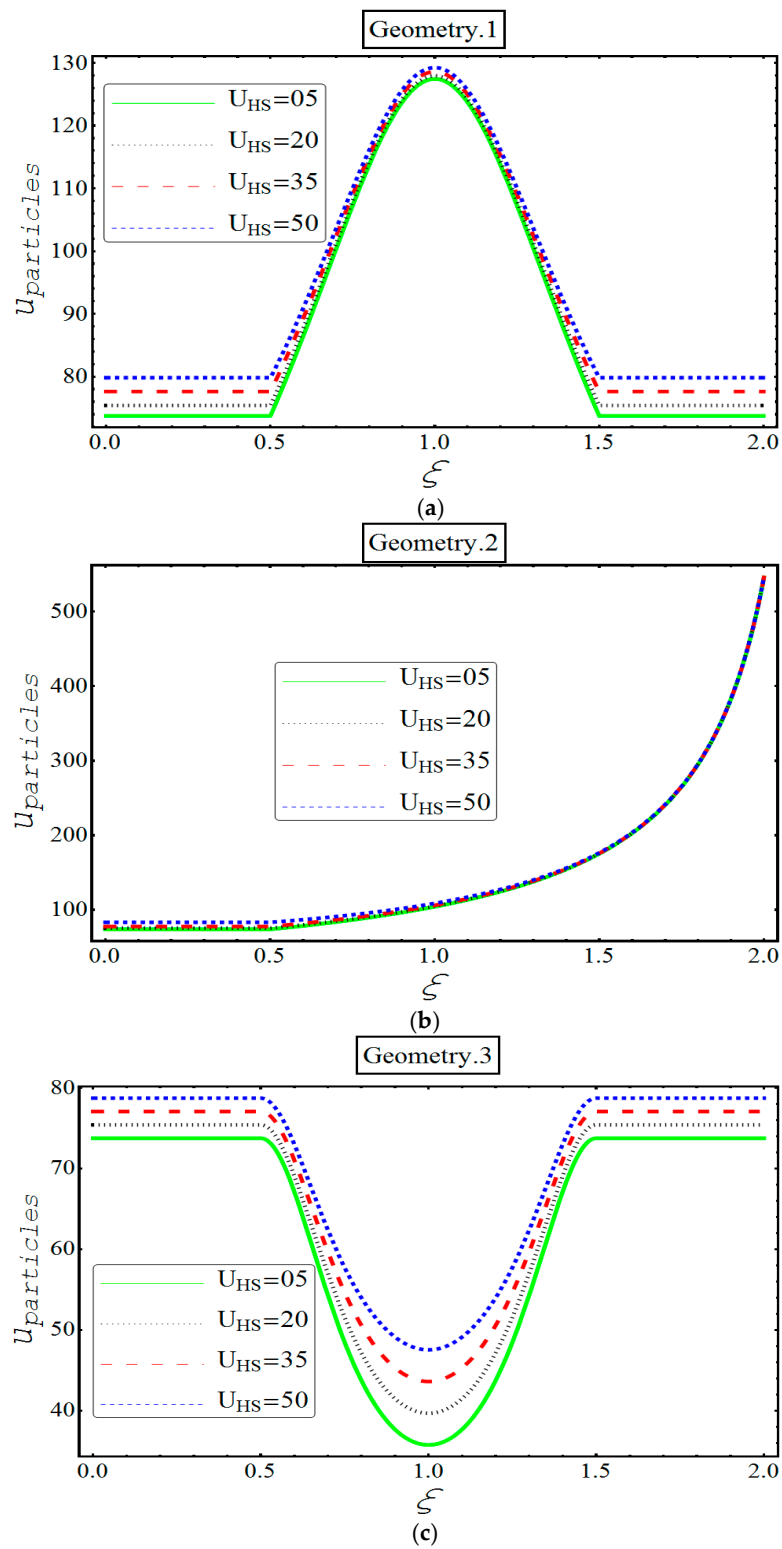 Geometry.1
u_particles
130
120
110
100
90
80
U_HS=05
U_HS=20
U_HS=35
U_HS=50
0.0 0.5 1.0 1.5 2.0
ξ
(a)
Geometry.2
u_particles
500
400
300
200
100
U_HS=05
U_HS=20
U_HS=35
U_HS=50
0.0 0.5 1.0 1.5 2.0
ξ
(b)
Geometry.3
u_particles
80
70
60
50
40
U_HS=05
U_HS=20
U_HS=35
U_HS=50
0.0 0.5 1.0 1.5 2.0
ξ
(c)